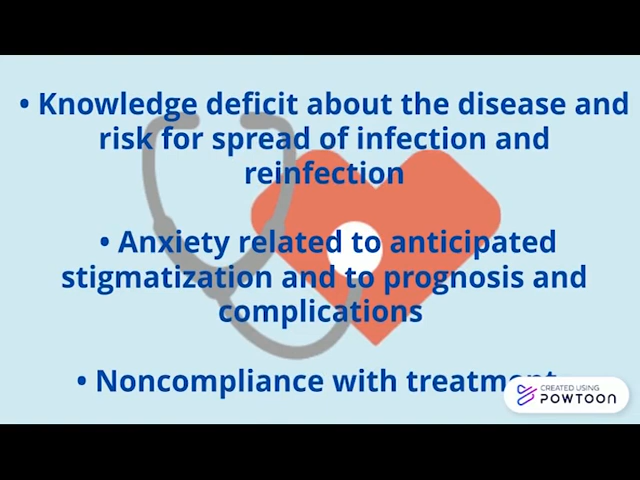 • Knowledge deficit about the disease and
risk for spread of infection and
reinfection
• Anxiety related to anticipated
stigmatization and to prognosis and
complications
• Noncompliance with treatment
CREATED USING
POWTOON